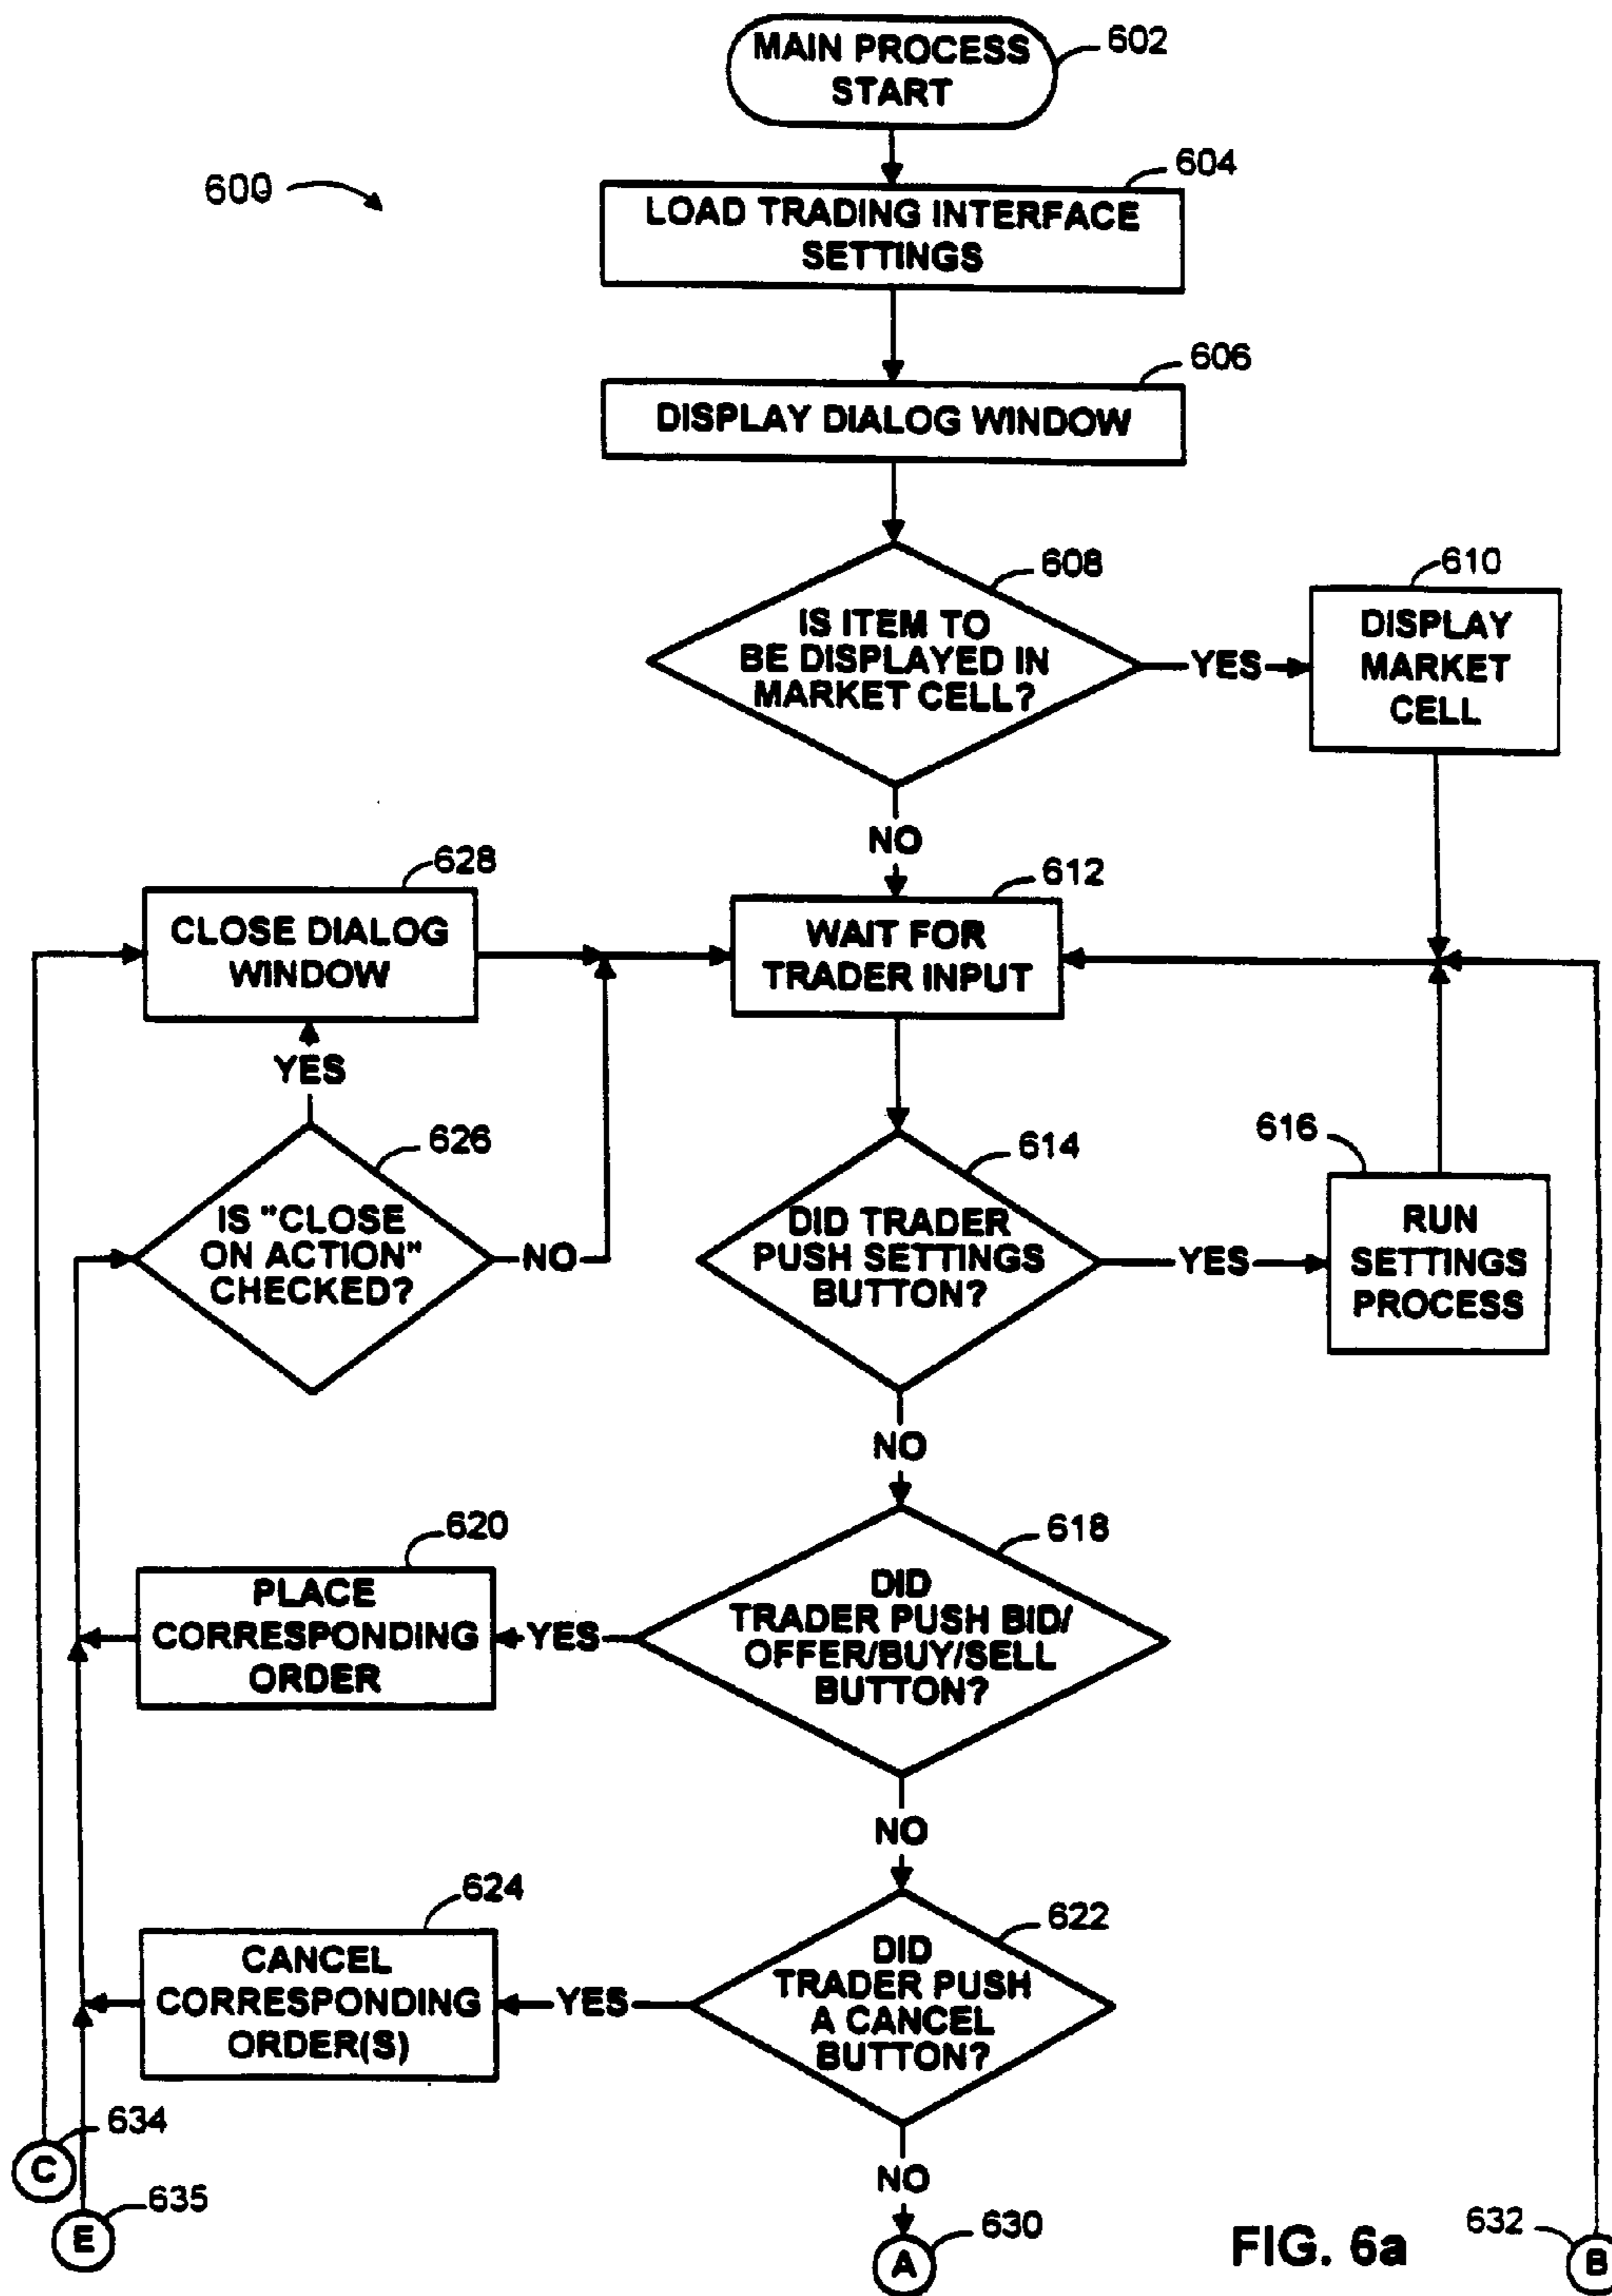 MAIN PROCESS
START
602
600
604
LOAD TRADING INTERFACE
SETTINGS
606
DISPLAY DIALOG WINDOW
608
IS ITEM TO
BE DISPLAYED IN
MARKET CELL?
YES
610
DISPLAY
MARKET
CELL
NO
628
CLOSE DIALOG
WINDOW
612
WAIT FOR
TRADER INPUT
YES
626
IS "CLOSE
ON ACTION"
CHECKED?
NO
614
DID TRADER
PUSH SETTINGS
BUTTON?
YES
616
RUN
SETTINGS
PROCESS
NO
620
PLACE
CORRESPONDING
ORDER
YES
618
DID
TRADER PUSH BID/
OFFER/BUY/SELL
BUTTON?
NO
624
CANCEL
CORRESPONDING
ORDER(S)
YES
622
DID
TRADER PUSH
A CANCEL
BUTTON?
NO
634
C
635
E
630
A
FIG. 6a
632
B